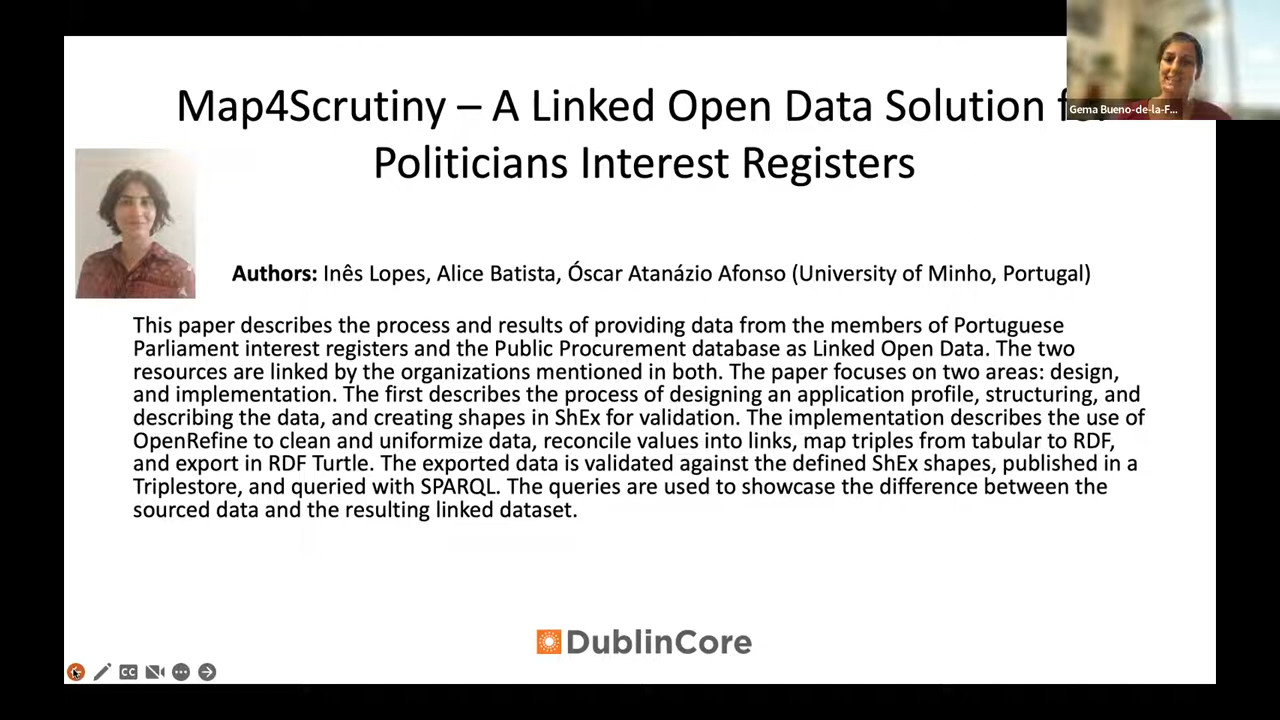 Map4Scrutiny – A Linked Open Data Solution
Politicians Interest Registers
Gema Bueno-de-la-F...
Authors: Inês Lopes, Alice Batista, Óscar Atanázio Afonso (University of Minho, Portugal)
This paper describes the process and results of providing data from the members of Portuguese
Parliament interest registers and the Public Procurement database as Linked Open Data. The two
resources are linked by the organizations mentioned in both. The paper focuses on two areas: design,
and implementation. The first describes the process of designing an application profile, structuring, and
describing the data, and creating shapes in ShEx for validation. The implementation describes the use of
OpenRefine to clean and uniformize data, reconcile values into links, map triples from tabular to RDF,
and export in RDF Turtle. The exported data is validated against the defined ShEx shapes, published in a
Triplestore, and queried with SPARQL. The queries are used to showcase the difference between the
sourced data and the resulting linked dataset.
DublinCore
CC